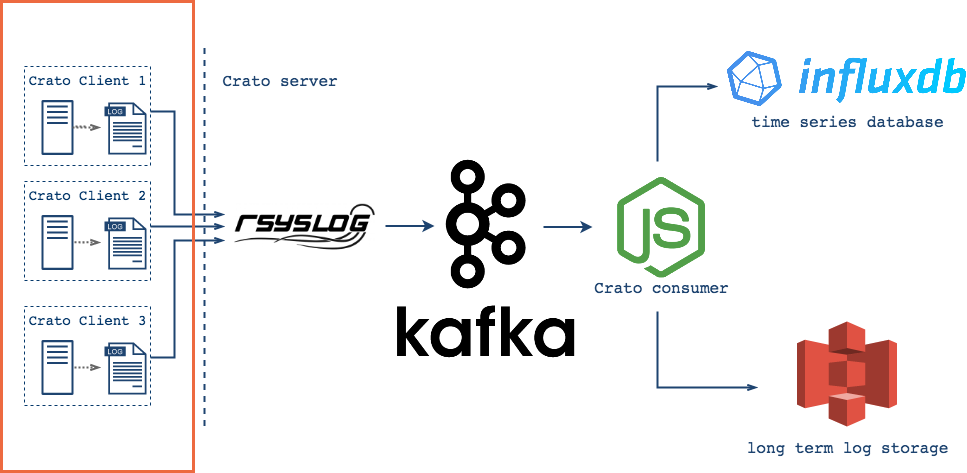 Crato Client 1
LOG
Crato Client 2
LOG
Crato Client 3
LOG
Crato server
rsyslog
kafka
JS
Crato consumer
influxdb
time series database
long term log storage